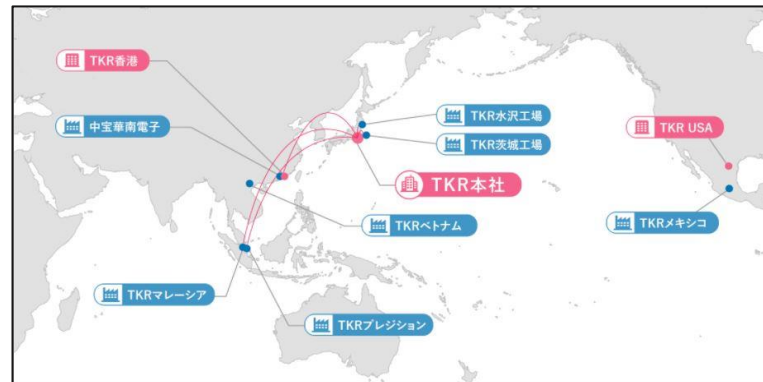 TKR香港
中宝華南電子
TKR水沢工場
TKR茨城工場
TKR本社
TKR USA
TKRベトナム
TKRメキシコ
TKRマレーシア
TKRプレジション